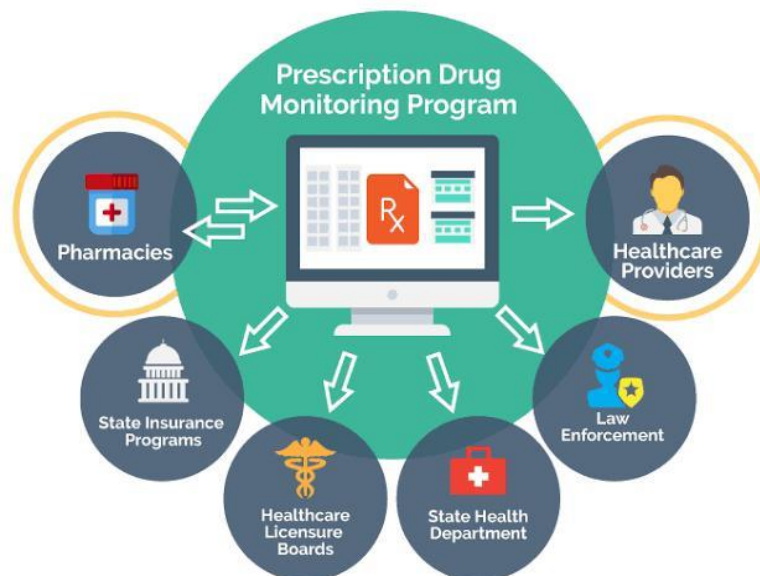 Prescription Drug
Monitoring Program
Rx
Pharmacies
Healthcare
Providers
State Insurance
Programs
Law
Enforcement
Healthcare
Licensure
Boards
State Health
Department